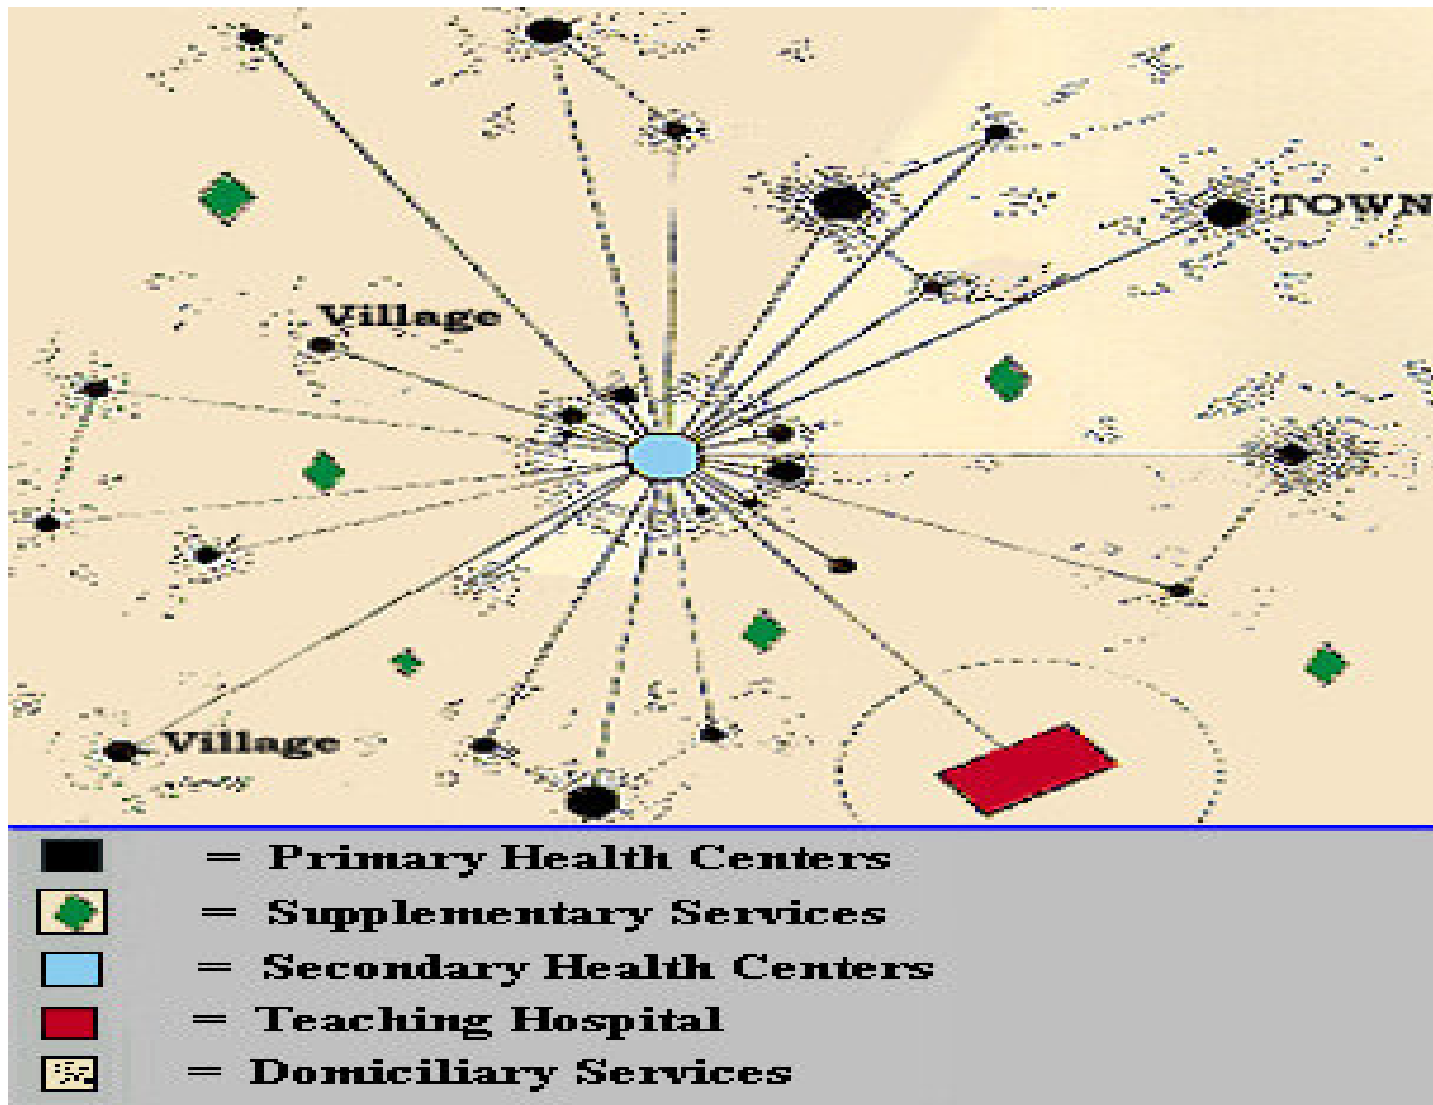 TOWN
Village
Village
= Primary Health Centers
= Supplementary Services
= Secondary Health Centers
= Teaching Hospital
= Domiciliary Services